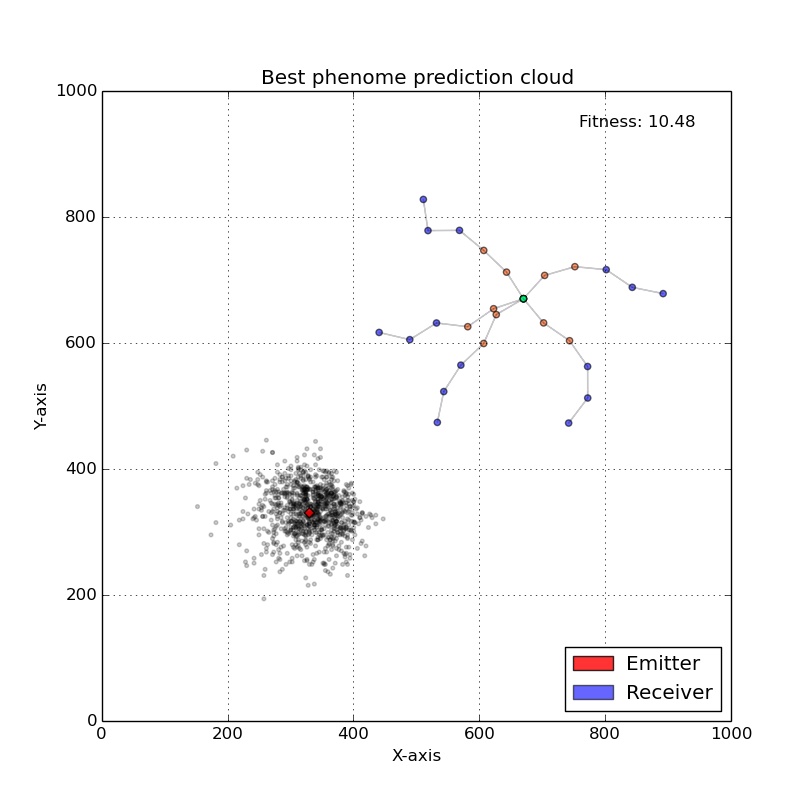 Best phenome prediction cloud
Fitness: 10.48
1000
800
600
400
200
0
Y-axis
Emitter
Receiver
0 200 400 600 800 1000
X-axis